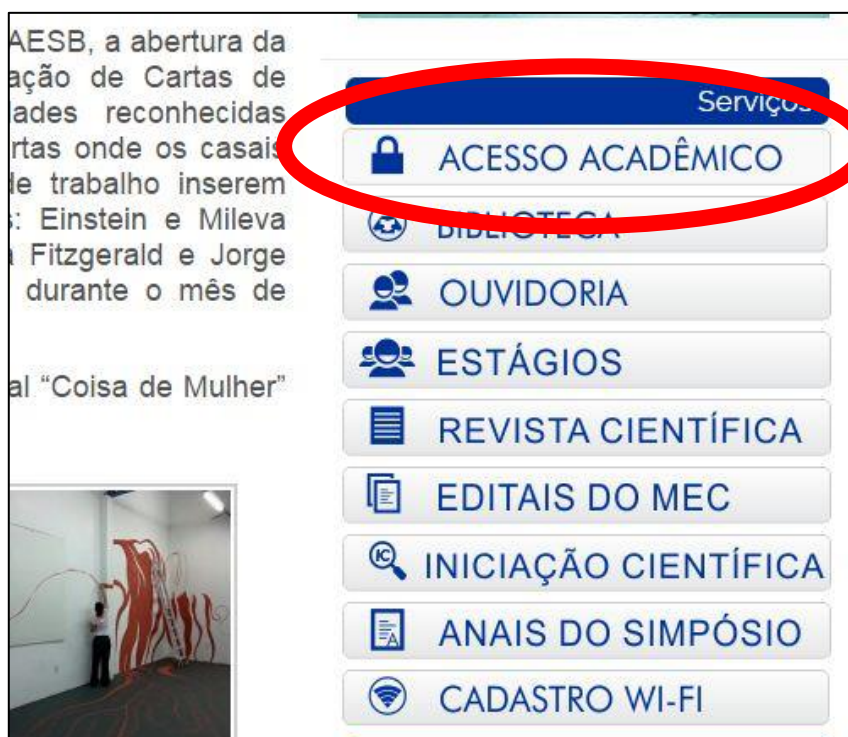 AESB, a abertura da
ação de Cartas de
lades reconhecidas
rtas onde os casais
de trabalho inserem
s: Einstein e Mileva
a Fitzgerald e Jorge
durante o mês de
al “Coisa de Mulher”
Serviços
ACESSO ACADÊMICO
BIBLIOTECA
OUVIDORIA
ESTÁGIOS
REVISTA CIENTÍFICA
EDITAIS DO MEC
IC
INICIAÇÃO CIENTÍFICA
ANAIS DO SIMPÓSIO
CADASTRO WI-FI